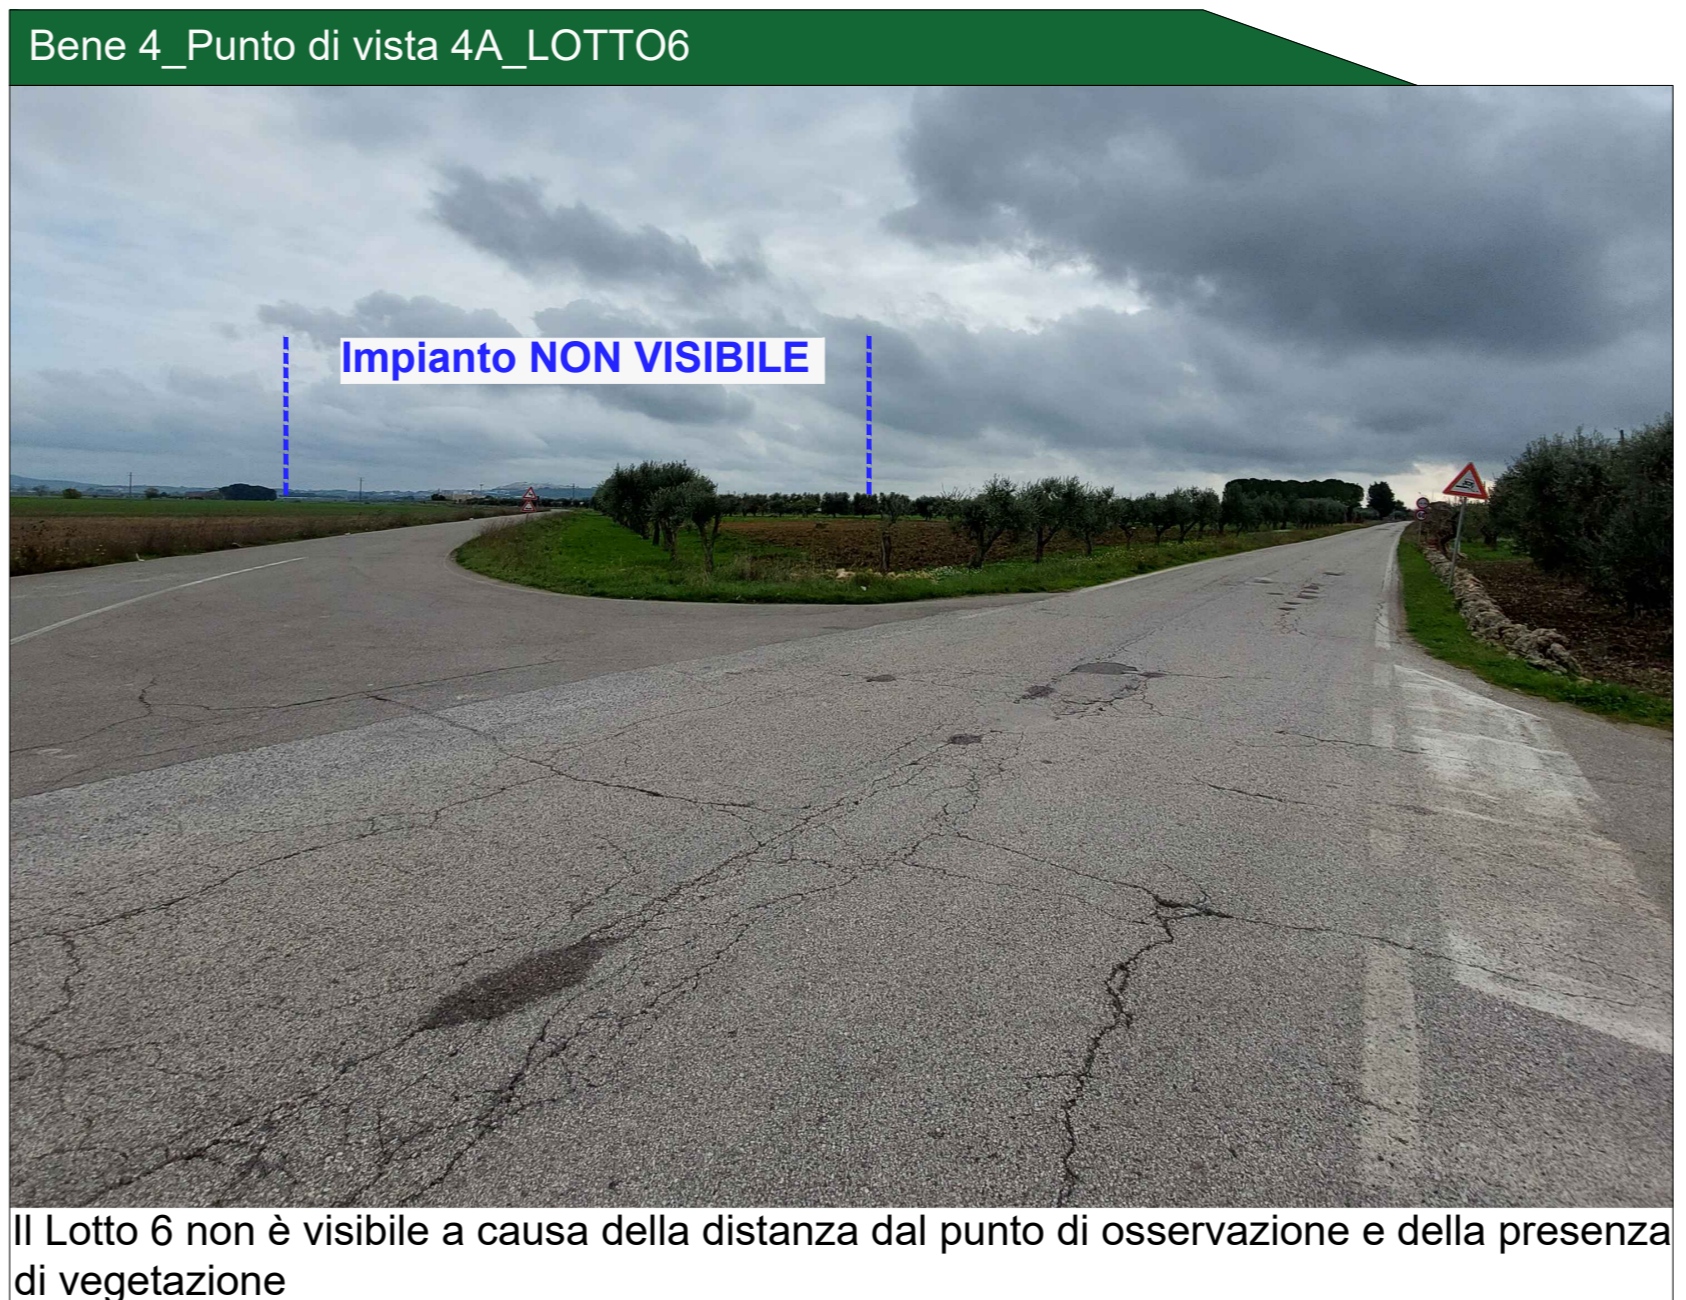 Bene 4_Punto di vista 4A_LOTTO6
Impianto NON VISIBILE
Il Lotto 6 non è visibile a causa della distanza dal punto di osservazione e della presenza
di vegetazione